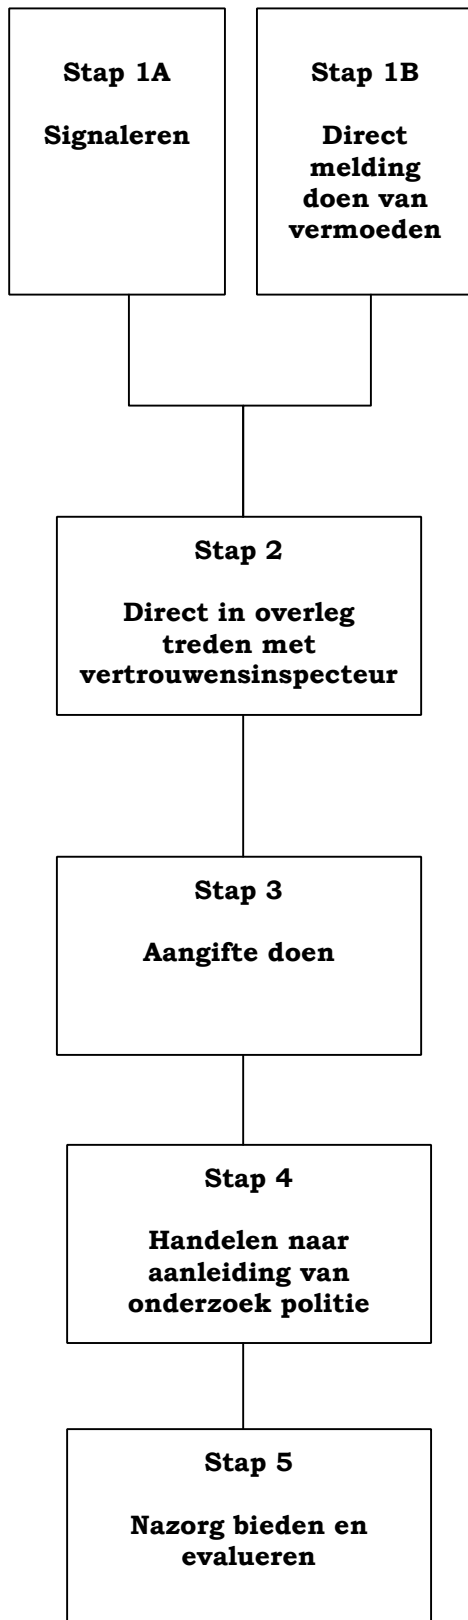 Stap 1A
Signaleren
Stap 1B
Direct
melding
doen van
vermoeden
Stap 2
Direct in overleg
treden met
vertrouwensinspecteur
Stap 3
Aangifte doen
Stap 4
Handelen naar
aanleiding van
onderzoek politie
Stap 5
Nazorg bieden en
evalueren